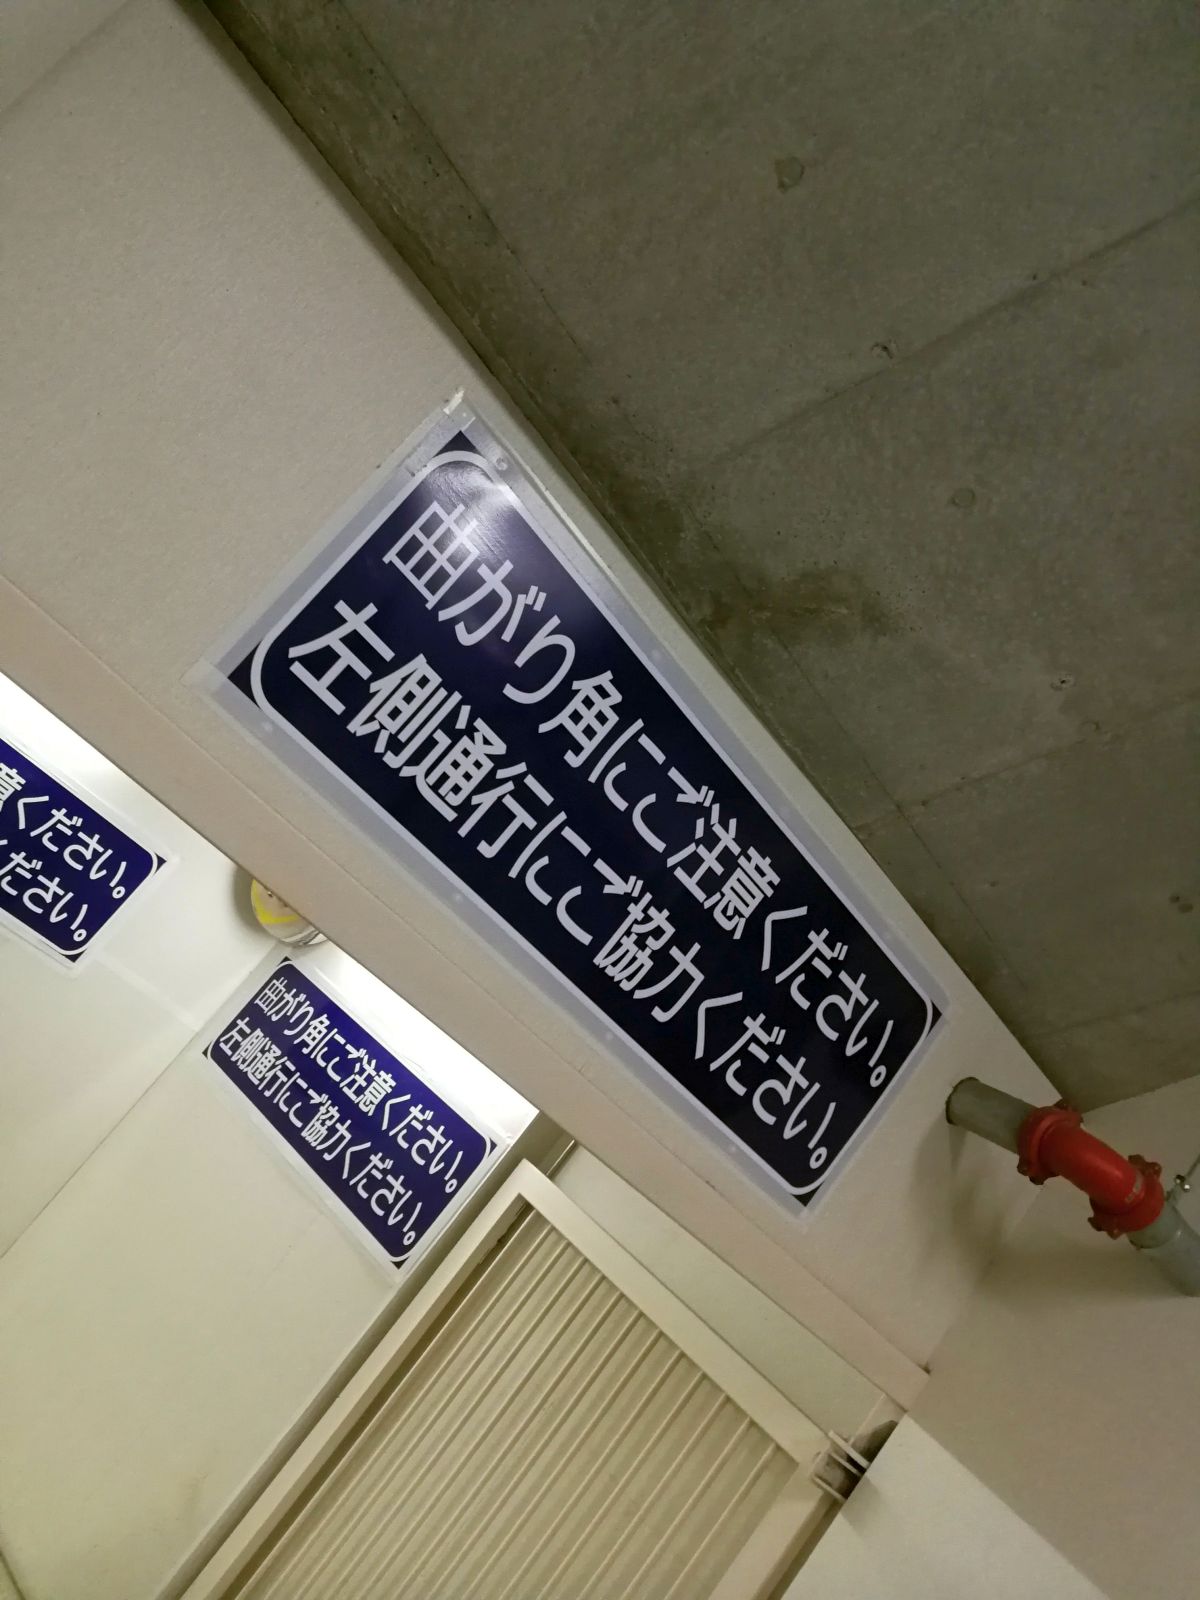 曲がり角にご注意ください。
左側通行にご協力ください。
意ください。
ください。
曲がり角にご注意ください。
左側通行にご協力ください。